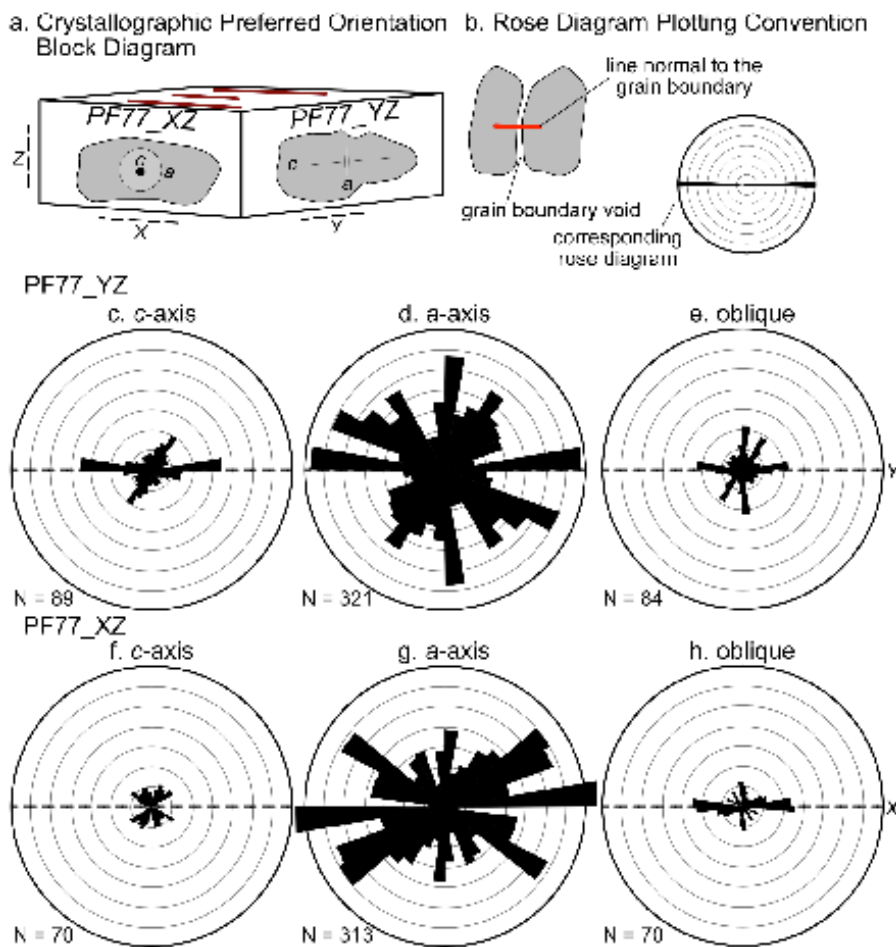 a. Crystallographic Preferred Orientation
Block Diagram
b. Rose Diagram Plotting Convention
line normal to the
grain boundary
PF77_XZ
PF77_YZ
Z
c
a
c
a
X
Y
grain boundary void
corresponding
rose diagram
PF77_YZ
c. c-axis
d. a-axis
e. oblique
Y
N = 89
N = 321
N = 84
PF77_XZ
f. c-axis
g. a-axis
h. oblique
X
N = 70
N = 313
N = 70